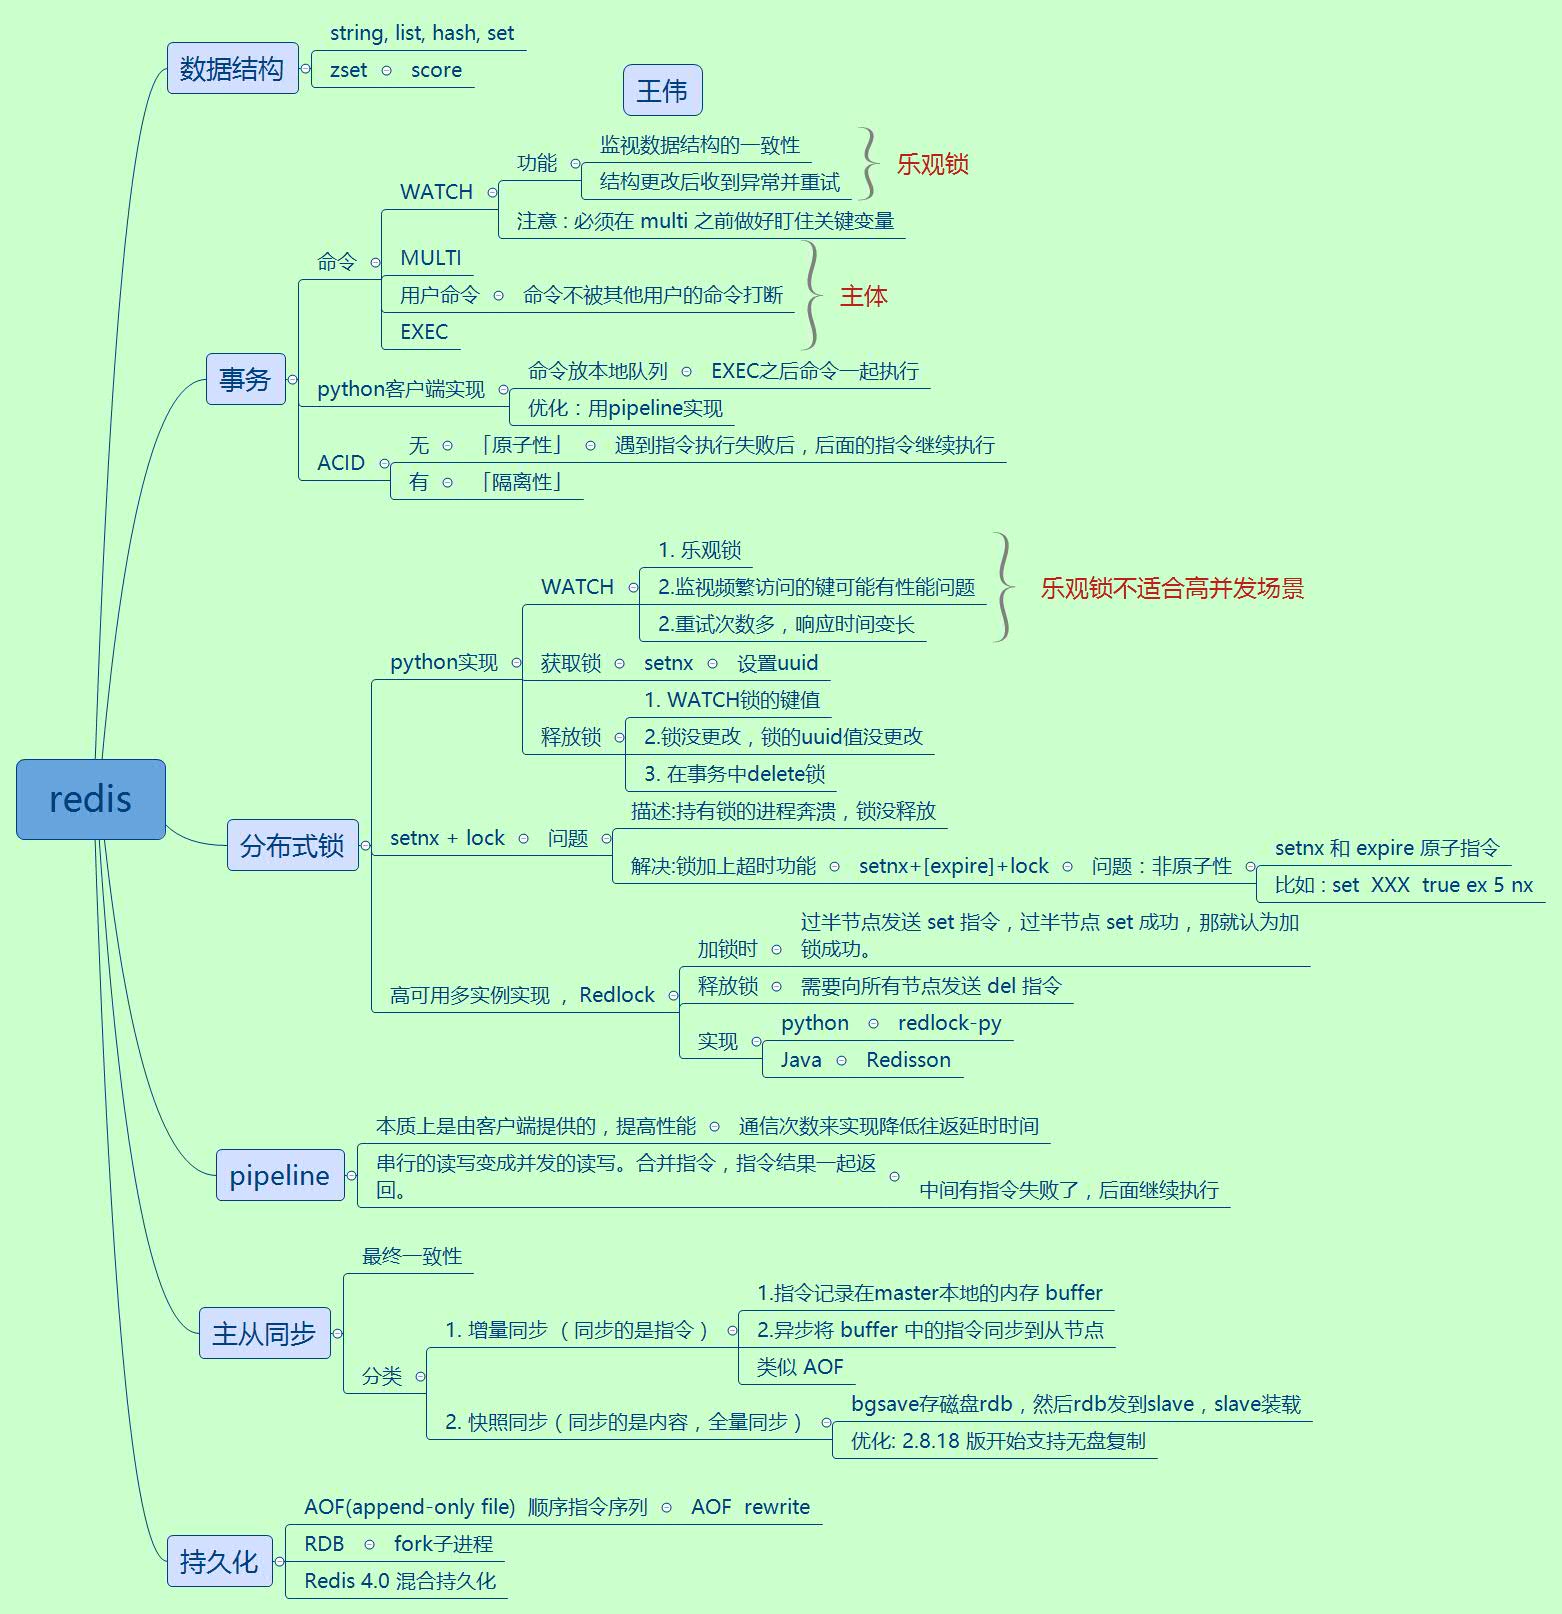 string, list, hash, set
数据结构
zset
score
王伟
监视数据结构的一致性
功能
结构更改后收到异常并重试
乐观锁
WATCH
注意 : 必须在 multi 之前做好盯住关键变量
命令
MULTI
用户命令
命令不被其他用户的命令打断
主体
EXEC
事务
python客户端实现
命令放本地队列
EXEC之后命令一起执行
优化：用pipeline实现
ACID
无
「原子性」
遇到指令执行失败后，后面的指令继续执行
有
「隔离性」
1. 乐观锁
WATCH
2.监视频繁访问的键可能有性能问题
乐观锁不适合高并发场景
2.重试次数多，响应时间变长
python实现
获取锁
setnx
设置uuid
1. WATCH锁的键值
释放锁
2.锁没更改，锁的uuid值没更改
3. 在事务中delete锁
redis
分布式锁
setnx + lock
问题
描述:持有锁的进程奔溃，锁没释放
解决:锁加上超时功能
setnx+[expire]+lock
问题：非原子性
setnx 和 expire 原子指令
比如 : set XXX true ex 5 nx
高可用多实例实现 ，Redlock
加锁时
过半节点发送 set 指令，过半节点 set 成功，那就认为加
锁成功。
释放锁
需要向所有节点发送 del 指令
实现
python
redlock-py
Java
Redisson
pipeline
本质上是由客户端提供的，提高性能
通信次数来实现降低往返延时时间
串行的读写变成并发的读写。合并指令，指令结果一起返
回。
中间有指令失败了，后面继续执行
主从同步
最终一致性
分类
1. 增量同步 （同步的是指令 ）
1.指令记录在master本地的内存 buffer
2.异步将 buffer 中的指令同步到从节点
类似 AOF
2. 快照同步（ 同步的是内容，全量同步 ）
bgsave存磁盘rdb，然后rdb发到slave，slave装载
优化: 2.8.18 版开始支持无盘复制
持久化
AOF(append-only file) 顺序指令序列
AOF rewrite
RDB
fork子进程
Redis 4.0 混合持久化